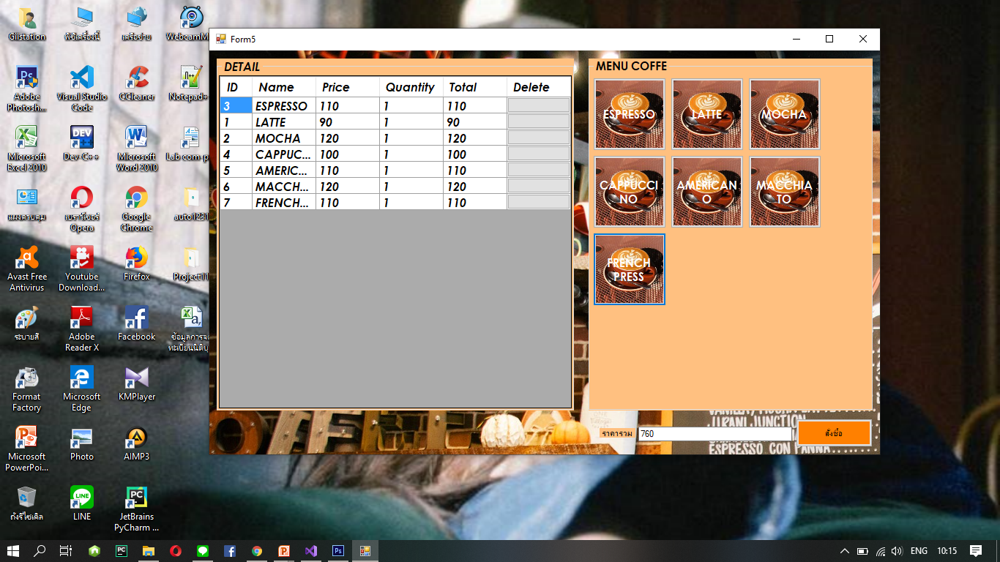 Giistation
พีซีเครื่องนี้
เครือข่าย
WebcamM
Adobe
Photosh...
Visual Studio
Code
CCleaner
Notepad+
Microsoft
Excel 2010
Dev-C++
Microsoft
Word 2010
Lab com-p
แผงควบคุม
เบราว์เซอร์
Opera
Google
Chrome
auto1231
Avast Free
Antivirus
Youtube
Download...
Firefox
Project11
ระบายสี
Adobe
Reader X
Facebook
ข้อมูลการจด
ทะเบียนนิติบุ
Format
Factory
Microsoft
Edge
KMPlayer
Microsoft
PowerPoi...
Photo
AIMP3
ถังรีไซเคิล
LINE
JetBrains
PyCharm ...
Form5
DETAIL
ID Name Price Quantity Total Delete
3 ESPRESSO 110 1 110
1 LATTE 90 1 90
2 MOCHA 120 1 120
4 CAPPUC... 100 1 100
5 AMERIC... 110 1 110
6 MACCH... 120 1 120
7 FRENCH... 110 1 110
MENU COFFE
ESPRESSO
LATTE
MOCHA
CAPPUCCI
NO
AMERICAN
O
MACCHIA
TO
FRENCH
PRESS
JUNCTION
ESPRESSO CON PANNA
ราคารวม
760
สั่งซื้อ
ENG
10:15